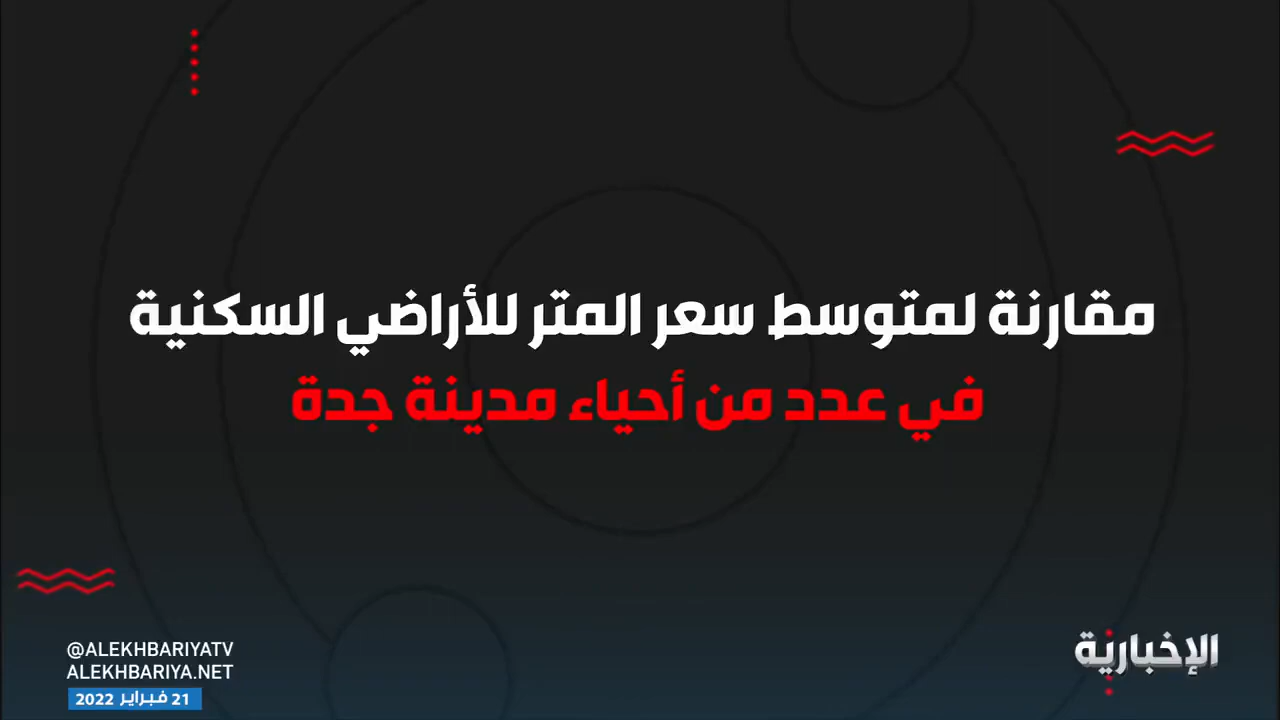 مقارنة لمتوسط سعر المتر للأراضي السكنية
في عدد من أحياء مدينة جدة
@ALEKHBARIYATV
ALEKHBARIYA.NET
21 فبراير 2022
الإخبارية